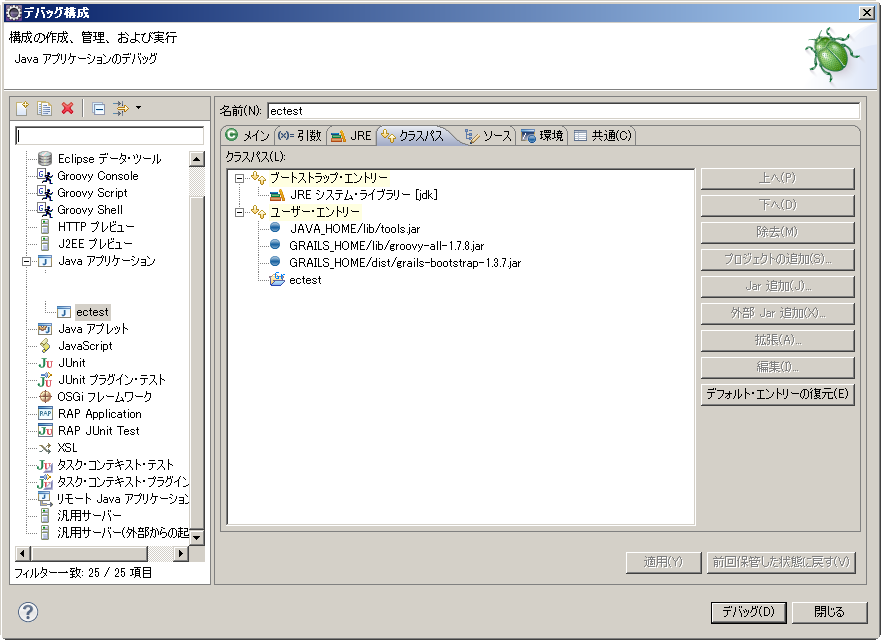 デバッグ構成
構成の作成、管理、および実行
Java アプリケーションのデバッグ
Eclipse データ・ツール
Groovy Console
Groovy Script
Groovy Shell
HTTP プレビュー
J2EE プレビュー
Java アプリケーション
ectest
Java アプレット
JavaScript
JUnit
JUnit プラグイン・テスト
OSGi フレームワーク
RAP Application
RAP JUnit Test
XSL
タスク・コンテキスト・テスト
タスク・コンテキスト・プラグイン
リモート Java アプリケーション
汎用サーバー
汎用サーバー(外部からの起
フィルター一致: 25 / 25 項目
名前(N): ectest
メイン (x)= 引数 JRE クラスパス ソース 環境 共通(C)
クラスパス(L):
ブートストラップ・エントリー
JRE システム・ライブラリー [jdk]
ユーザー・エントリー
JAVA_HOME/lib/tools.jar
GRAILS_HOME/lib/groovy-all-1.7.8.jar
GRAILS_HOME/dist/grails-bootstrap-1.3.7.jar
ectest
上へ(P)
下へ(D)
除去(M)
プロジェクトの追加(S)...
Jar 追加(J)...
外部 Jar 追加(X)...
拡張(A)...
編集(I)...
デフォルト・エントリーの復元(E)
適用(Y) 前回保管した状態に戻す(V)
デバッグ(D) 閉じる